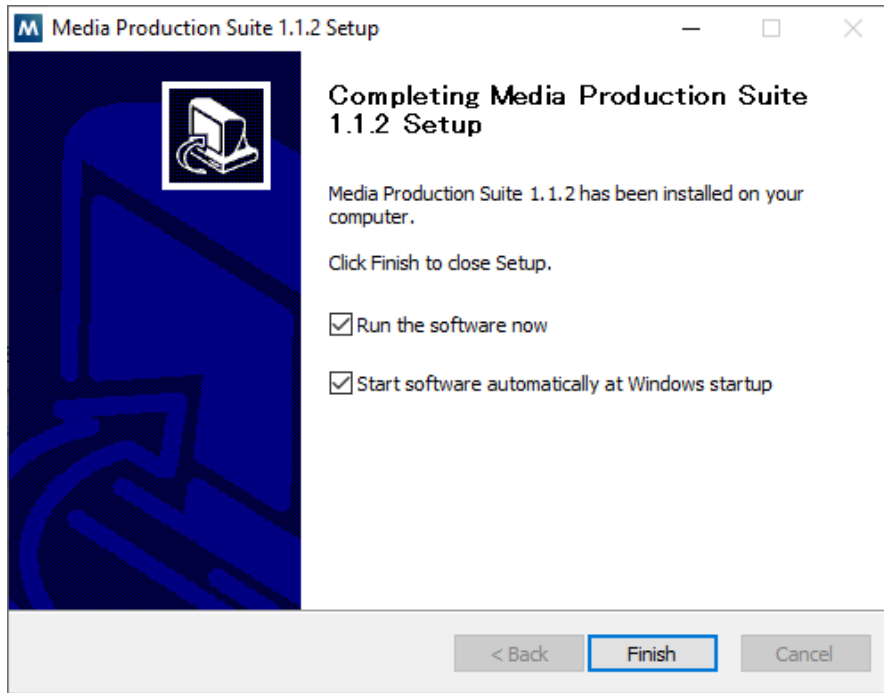 Media Production Suite 1.1.2 Setup
Completing Media Production Suite
1.1.2 Setup
Media Production Suite 1.1.2 has been installed on your
computer.
Click Finish to close Setup.
Run the software now
Start software automatically at Windows startup
< Back Finish Cancel